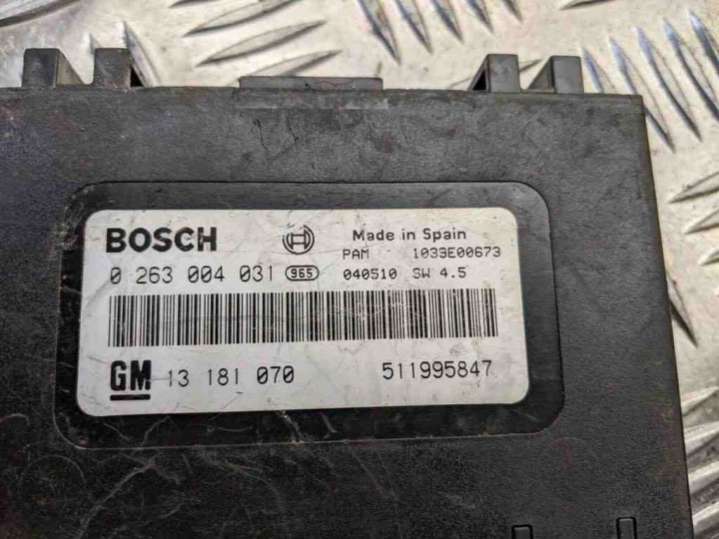 BOSCH Made in Spain
PAM 1033E00673
0 263 004 031 965 040510 SW 4.5
GM 13 181 070 511995847